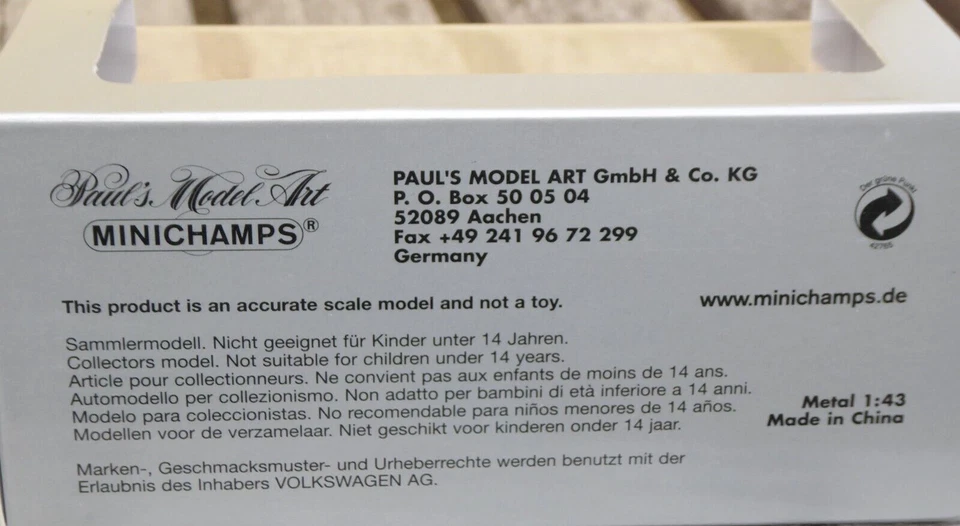 Paul's Model Art
MINICHAMPS®
PAUL'S MODEL ART GmbH & Co. KG
P. O. Box 50 05 04
52089 Aachen
Fax +49 241 96 72 299
Germany
Der grüne Punkt
42765
This product is an accurate scale model and not a toy.
www.minichamps.de
Sammlermodell. Nicht geeignet für Kinder unter 14 Jahren.
Collectors model. Not suitable for children under 14 years.
Article pour collectionneurs. Ne convient pas aux enfants de moins de 14 ans.
Automodello per collezionismo. Non adatto per bambini di età inferiore a 14 anni.
Modelo para coleccionistas. No recomendable para niños menores de 14 años.
Modellen voor de verzamelaar. Niet geschikt voor kinderen onder 14 jaar.
Metal 1:43
Made in China
Marken-, Geschmacksmuster- und Urheberrechte werden benutzt mit der
Erlaubnis des Inhabers VOLKSWAGEN AG.